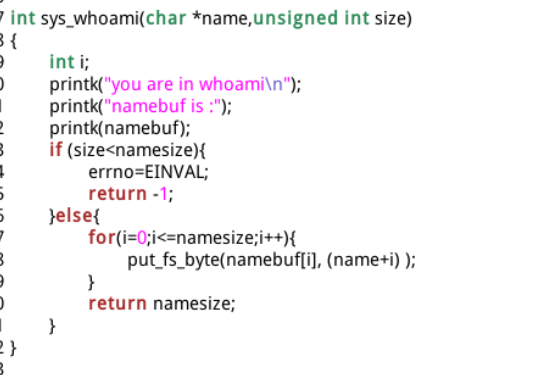 7 int sys_whoami(char *name,unsigned int size)
8 {
9 int i;
0 printk("you are in whoami\n");
1 printk("namebuf is :");
2 printk(namebuf);
3 if (size<namesize){
4 errno=EINVAL;
5 return -1;
6 }else{
7 for(i=0;i<=namesize;i++){
8 put_fs_byte(namebuf[i], (name+i) );
9 }
0 return namesize;
1 }
2 }
3